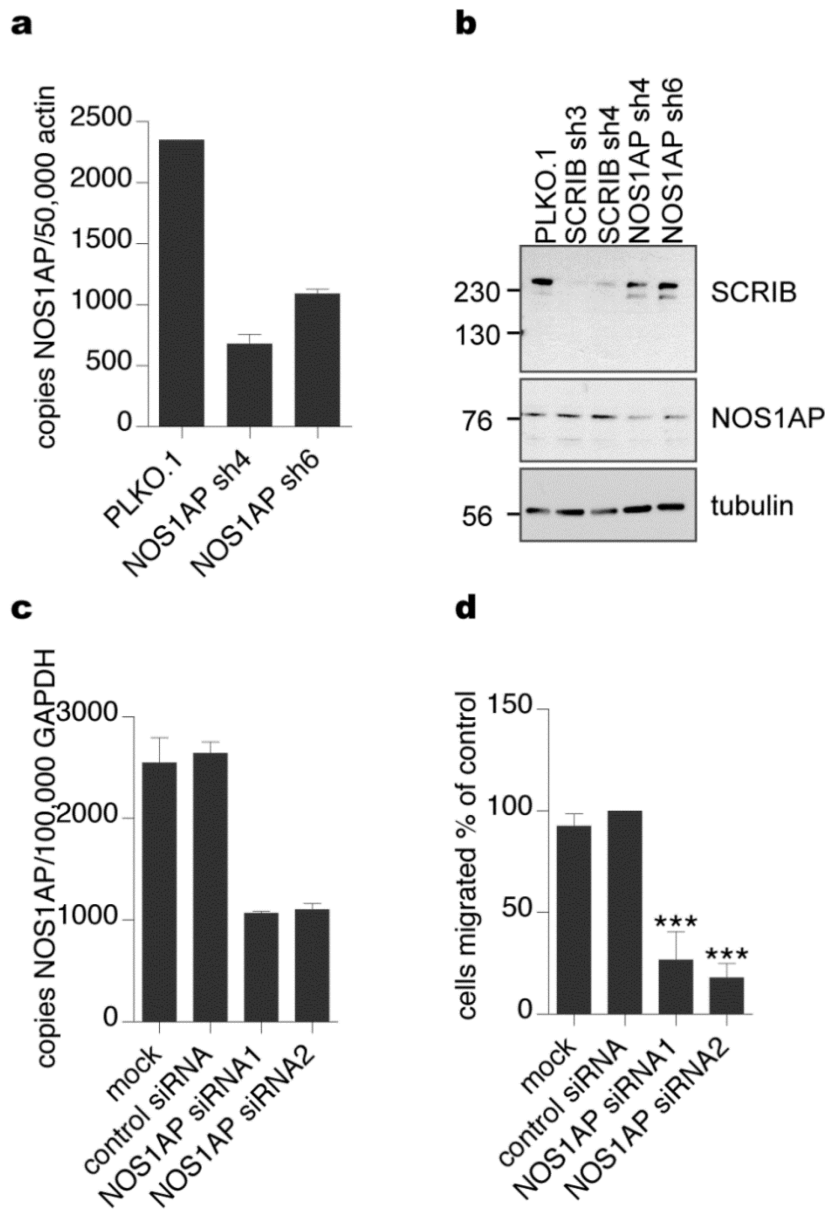 a
copies NOS1AP/50,000 actin
2500
2000
1500
1000
500
0
PLKO.1
NOS1AP sh4
NOS1AP sh6
b
PLKO.1
SCRIB sh3
SCRIB sh4
NOS1AP sh4
NOS1AP sh6
230
130
SCRIB
76
NOS1AP
56
tubulin
c
copies NOS1AP/100,000 GAPDH
3000
2000
1000
0
mock
control siRNA
NOS1AP siRNA1
NOS1AP siRNA2
d
cells migrated % of control
150
100
50
0
***
***
mock
control siRNA
NOS1AP siRNA1
NOS1AP siRNA2